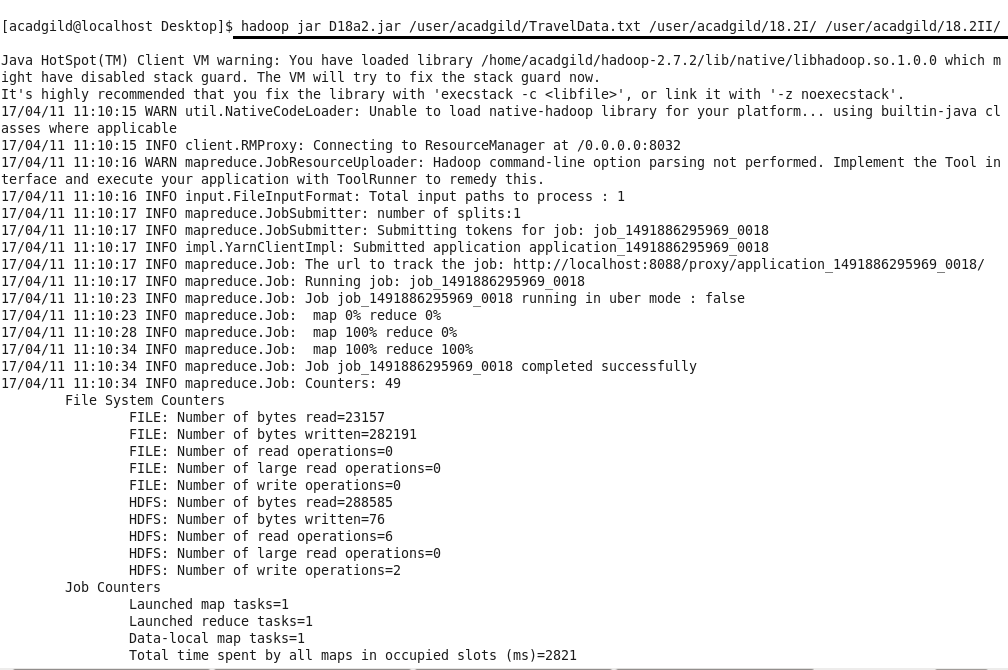 [acadgild@localhost Desktop]$ hadoop jar D18a2.jar /user/acadgild/TravelData.txt /user/acadgild/18.2I/ /user/acadgild/18.2II/
Java HotSpot(TM) Client VM warning: You have loaded library /home/acadgild/hadoop-2.7.2/lib/native/libhadoop.so.1.0.0 which m
ight have disabled stack guard. The VM will try to fix the stack guard now.
It's highly recommended that you fix the library with 'execstack -c <libfile>', or link it with '-z noexecstack'.
17/04/11 11:10:15 WARN util.NativeCodeLoader: Unable to load native-hadoop library for your platform... using builtin-java cl
asses where applicable
17/04/11 11:10:15 INFO client.RMProxy: Connecting to ResourceManager at /0.0.0.0:8032
17/04/11 11:10:16 WARN mapreduce.JobResourceUploader: Hadoop command-line option parsing not performed. Implement the Tool in
terface and execute your application with ToolRunner to remedy this.
17/04/11 11:10:16 INFO input.FileInputFormat: Total input paths to process : 1
17/04/11 11:10:17 INFO mapreduce.JobSubmitter: number of splits:1
17/04/11 11:10:17 INFO mapreduce.JobSubmitter: Submitting tokens for job: job_1491886295969_0018
17/04/11 11:10:17 INFO impl.YarnClientImpl: Submitted application application_1491886295969_0018
17/04/11 11:10:17 INFO mapreduce.Job: The url to track the job: http://localhost:8088/proxy/application_1491886295969_0018/
17/04/11 11:10:17 INFO mapreduce.Job: Running job: job_1491886295969_0018
17/04/11 11:10:23 INFO mapreduce.Job: Job job_1491886295969_0018 running in uber mode : false
17/04/11 11:10:23 INFO mapreduce.Job:  map 0% reduce 0%
17/04/11 11:10:28 INFO mapreduce.Job:  map 100% reduce 0%
17/04/11 11:10:34 INFO mapreduce.Job:  map 100% reduce 100%
17/04/11 11:10:34 INFO mapreduce.Job: Job job_1491886295969_0018 completed successfully
17/04/11 11:10:34 INFO mapreduce.Job: Counters: 49
File System Counters
FILE: Number of bytes read=23157
FILE: Number of bytes written=282191
FILE: Number of read operations=0
FILE: Number of large read operations=0
FILE: Number of write operations=0
HDFS: Number of bytes read=288585
HDFS: Number of bytes written=76
HDFS: Number of read operations=6
HDFS: Number of large read operations=0
HDFS: Number of write operations=2
Job Counters
Launched map tasks=1
Launched reduce tasks=1
Data-local map tasks=1
Total time spent by all maps in occupied slots (ms)=2821